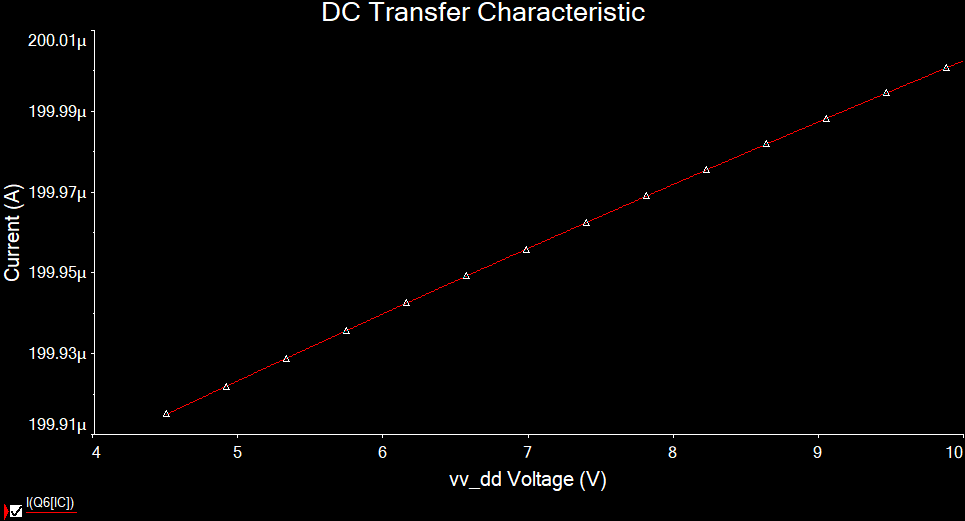 DC Transfer Characteristic
200.01µ
199.99µ
199.97µ
199.95µ
199.93µ
199.91µ
Current (A)
4 5 6 7 8 9 10
vv_dd Voltage (V)
I(Q6[IC])